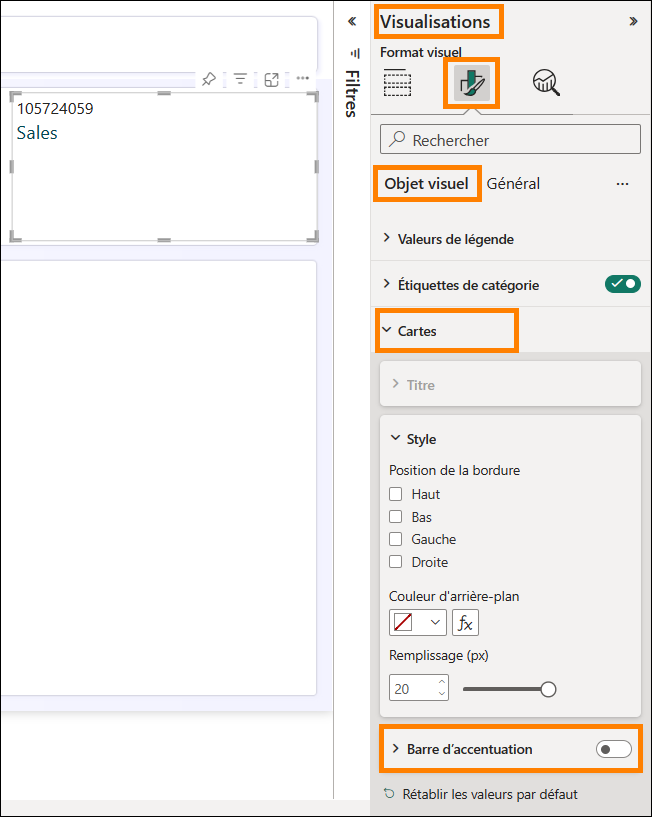 105724059
Sales
Filtres
Visualisations
Format visuel
Rechercher
Objet visuel
Général
Valeurs de légende
Étiquettes de catégorie
Cartes
Titre
Style
Position de la bordure
Haut
Bas
Gauche
Droite
Couleur d'arrière-plan
fx
Remplissage (px)
20
Barre d'accentuation
Rétablir les valeurs par défaut